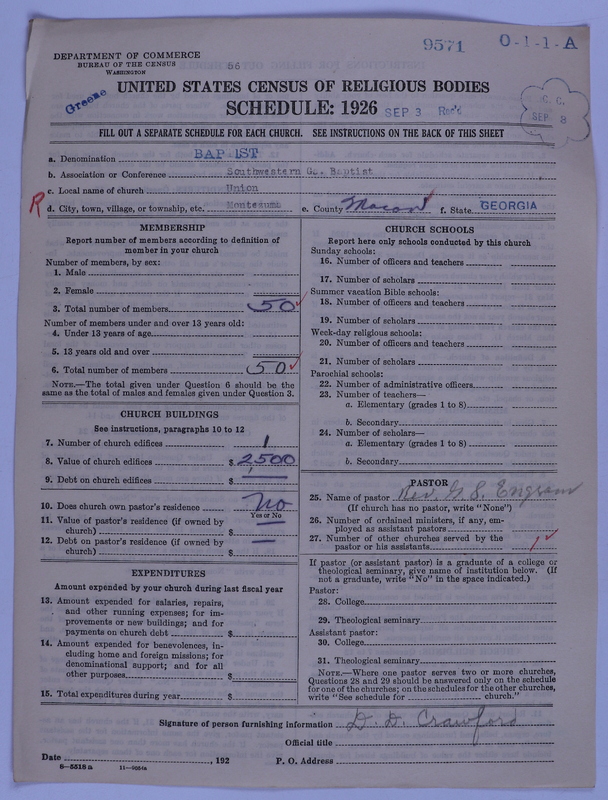 9571 O-1-1-A
DEPARTMENT OF COMMERCE
BUREAU OF THE CENSUS
WASHINGTON
56
UNITED STATES CENSUS OF RELIGIOUS BODIES
Greene
SCHEDULE: 1926 SEP 3 Rec'd
C. C.
SEP 8
FILL OUT A SEPARATE SCHEDULE FOR EACH CHURCH. SEE INSTRUCTIONS ON THE BACK OF THIS SHEET
a. Denomination BAPTIST
b. Association or Conference Southwestern Ga. Baptist
c. Local name of church Union
R d. City, town, village, or township, etc. Montezuma e. County Macon f. State GEORGIA
MEMBERSHIP
Report number of members according to definition of
member in your church
Number of members, by sex:
1. Male
2. Female
3. Total number of members 50
Number of members under and over 13 years old:
4. Under 13 years of age
5. 13 years old and over
6. Total number of members 50
NOTE.—The total given under Question 6 should be the
same as the total of males and females given under Question 3.
CHURCH BUILDINGS
See instructions, paragraphs 10 to 12
7. Number of church edifices 1
8. Value of church edifices $ 2500
9. Debt on church edifices $ —
10. Does church own pastor's residence No
Yes or No
11. Value of pastor's residence (if owned by
church) $ —
12. Debt on pastor's residence (if owned by
church) $ —
EXPENDITURES
Amount expended by your church during last fiscal year
13. Amount expended for salaries, repairs,
and other running expenses; for im-
provements or new buildings; and for
payments on church debt $
14. Amount expended for benevolences, in-
cluding home and foreign missions; for
denominational support; and for all
other purposes $
15. Total expenditures during year $
CHURCH SCHOOLS
Report here only schools conducted by this church
Sunday schools:
16. Number of officers and teachers
17. Number of scholars
Summer vacation Bible schools:
18. Number of officers and teachers
19. Number of scholars
Week-day religious schools:
20. Number of officers and teachers
21. Number of scholars
Parochial schools:
22. Number of administrative officers
23. Number of teachers—
a. Elementary (grades 1 to 8)
b. Secondary
24. Number of scholars—
a. Elementary (grades 1 to 8)
b. Secondary
PASTOR
25. Name of pastor Rev. G. S. Engram
(If church has no pastor, write "None")
26. Number of ordained ministers, if any, em-
ployed as assistant pastors
27. Number of other churches served by the
pastor or his assistants 1
If pastor (or assistant pastor) is a graduate of a college or
theological seminary, give name of institution below. (If
not a graduate, write "No" in the space indicated.)
Pastor:
28. College
29. Theological seminary
Assistant pastor:
30. College
31. Theological seminary
NOTE.—Where one pastor serves two or more churches,
Questions 28 and 29 should be answered only on the schedule
for one of the churches; on the schedules for the other churches,
write "See schedule for church."
Signature of person furnishing information D. D. Crawford
Official title
Date , 192 P. O. Address
8—5518 a